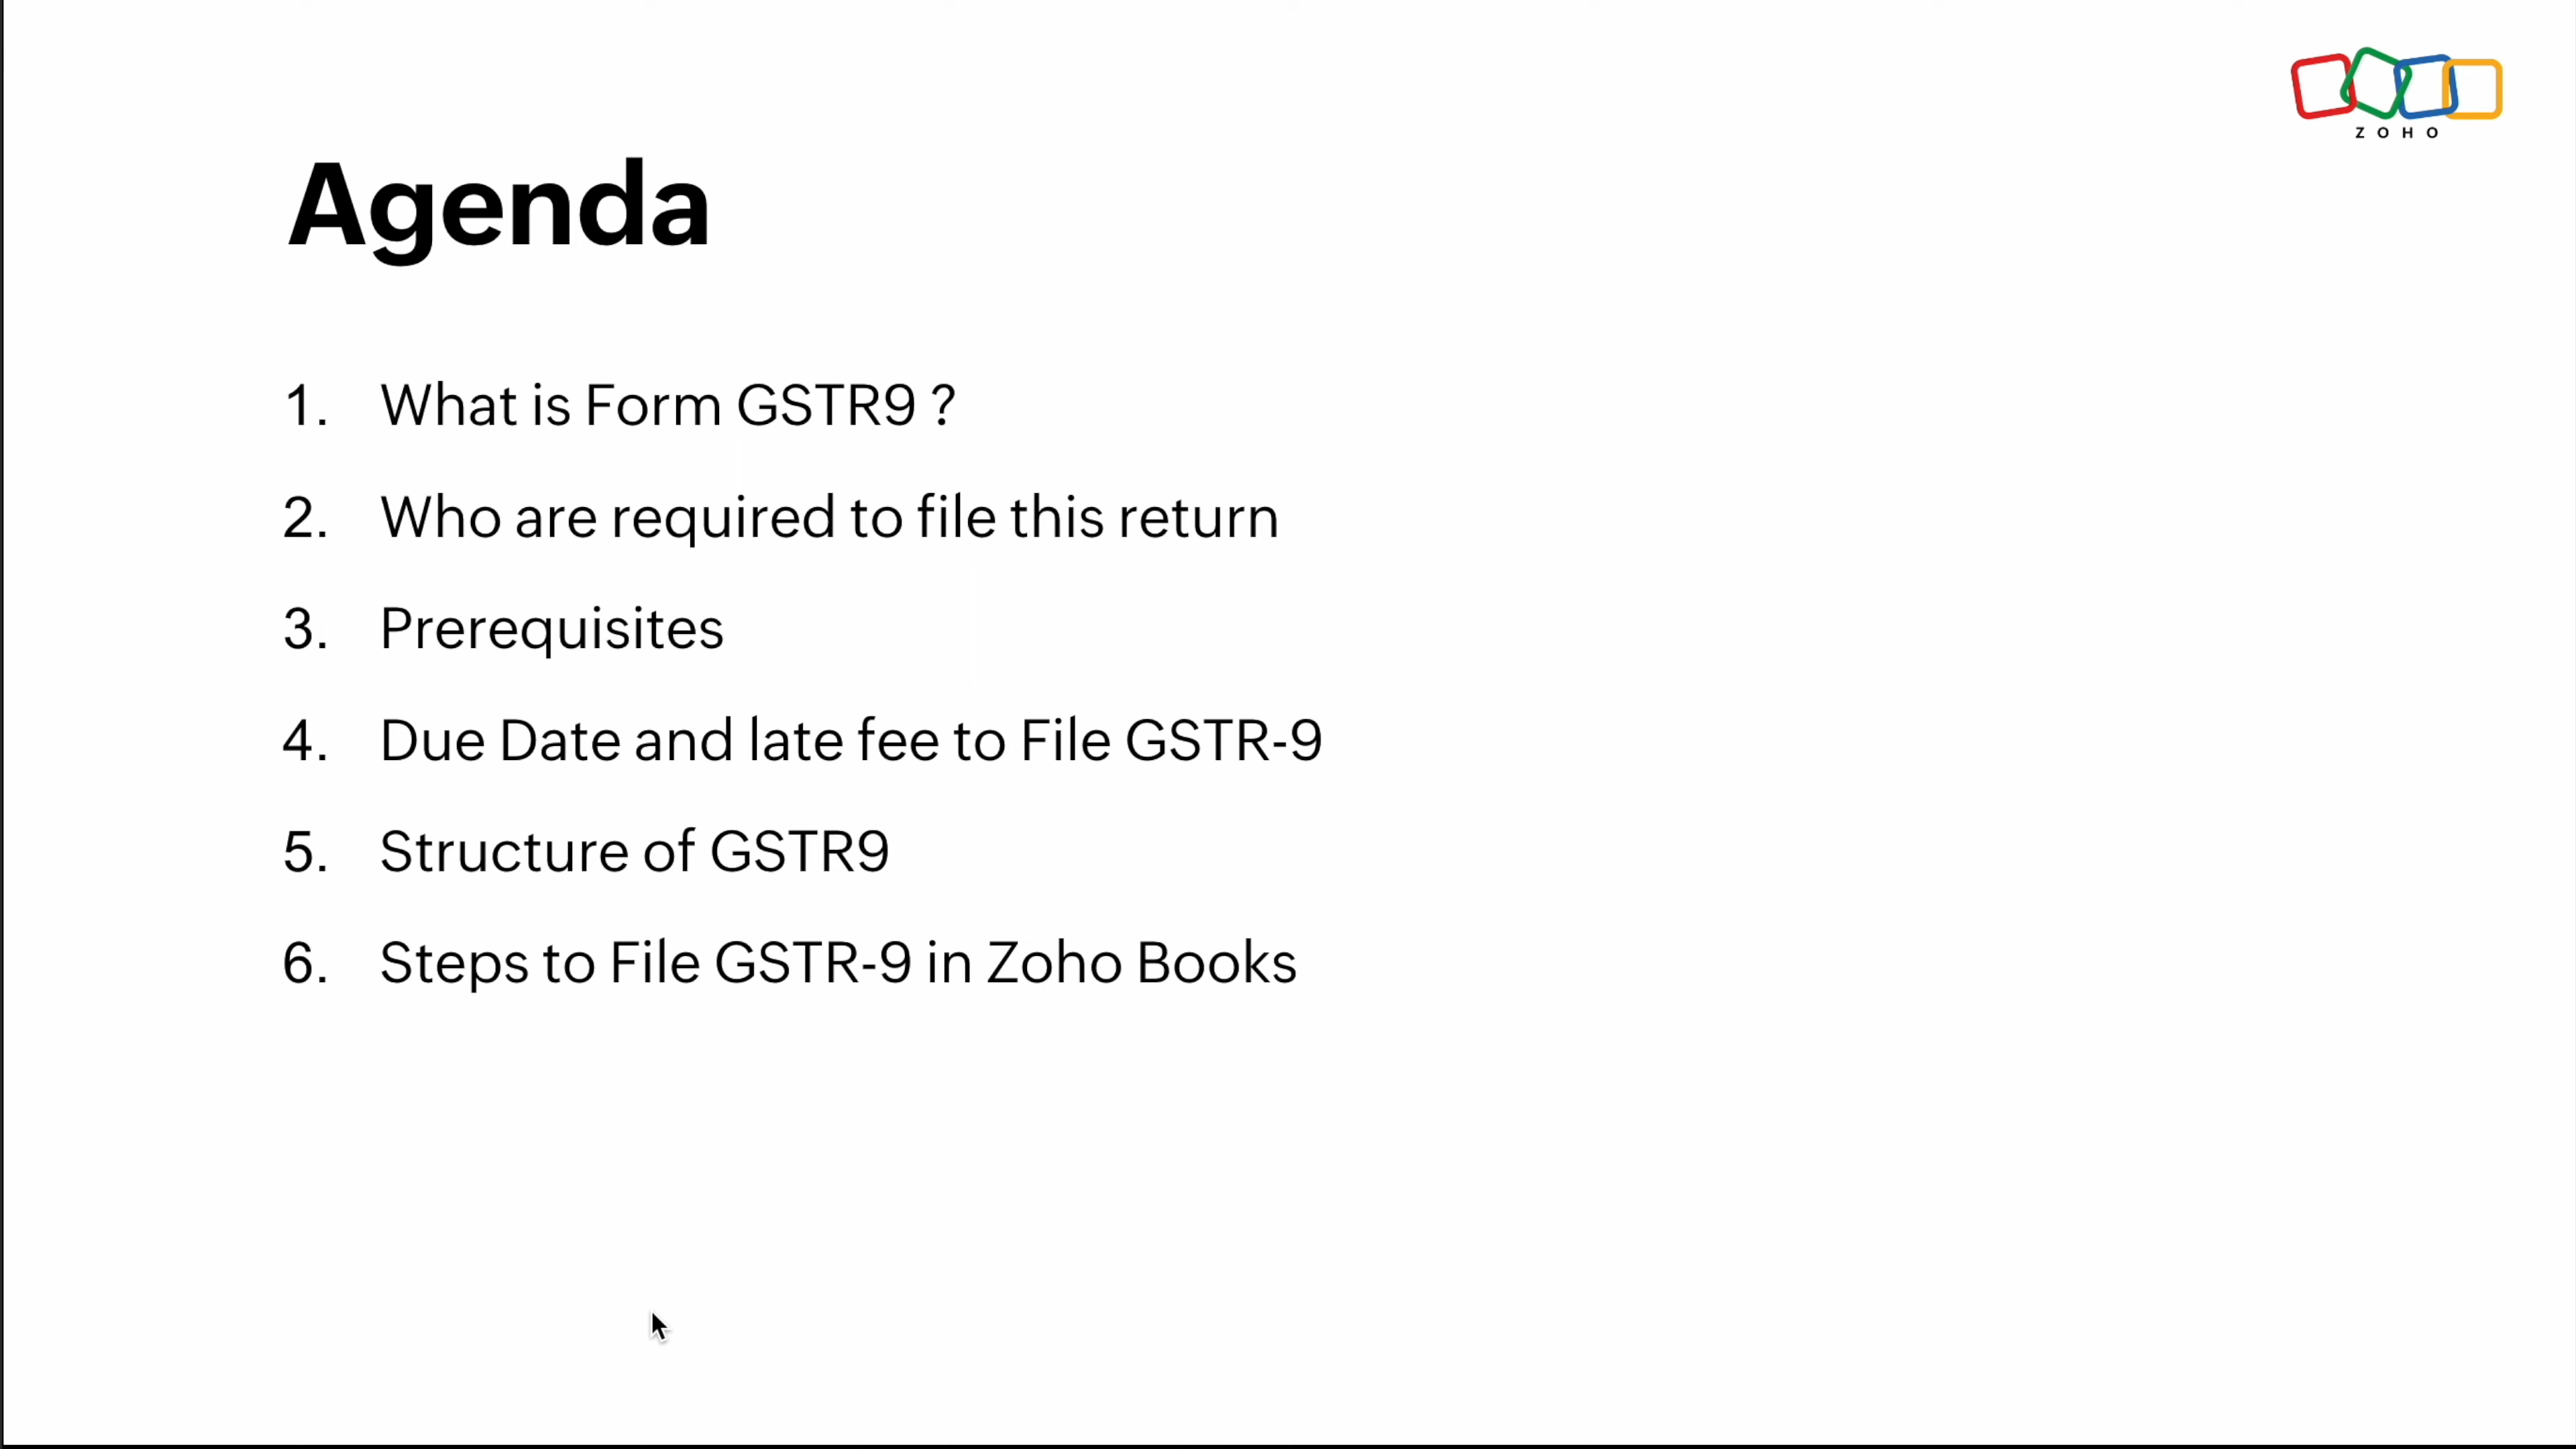 ZOHO
Agenda
1. What is Form GSTR9 ?
2. Who are required to file this return
3. Prerequisites
4. Due Date and late fee to File GSTR-9
5. Structure of GSTR9
6. Steps to File GSTR-9 in Zoho Books